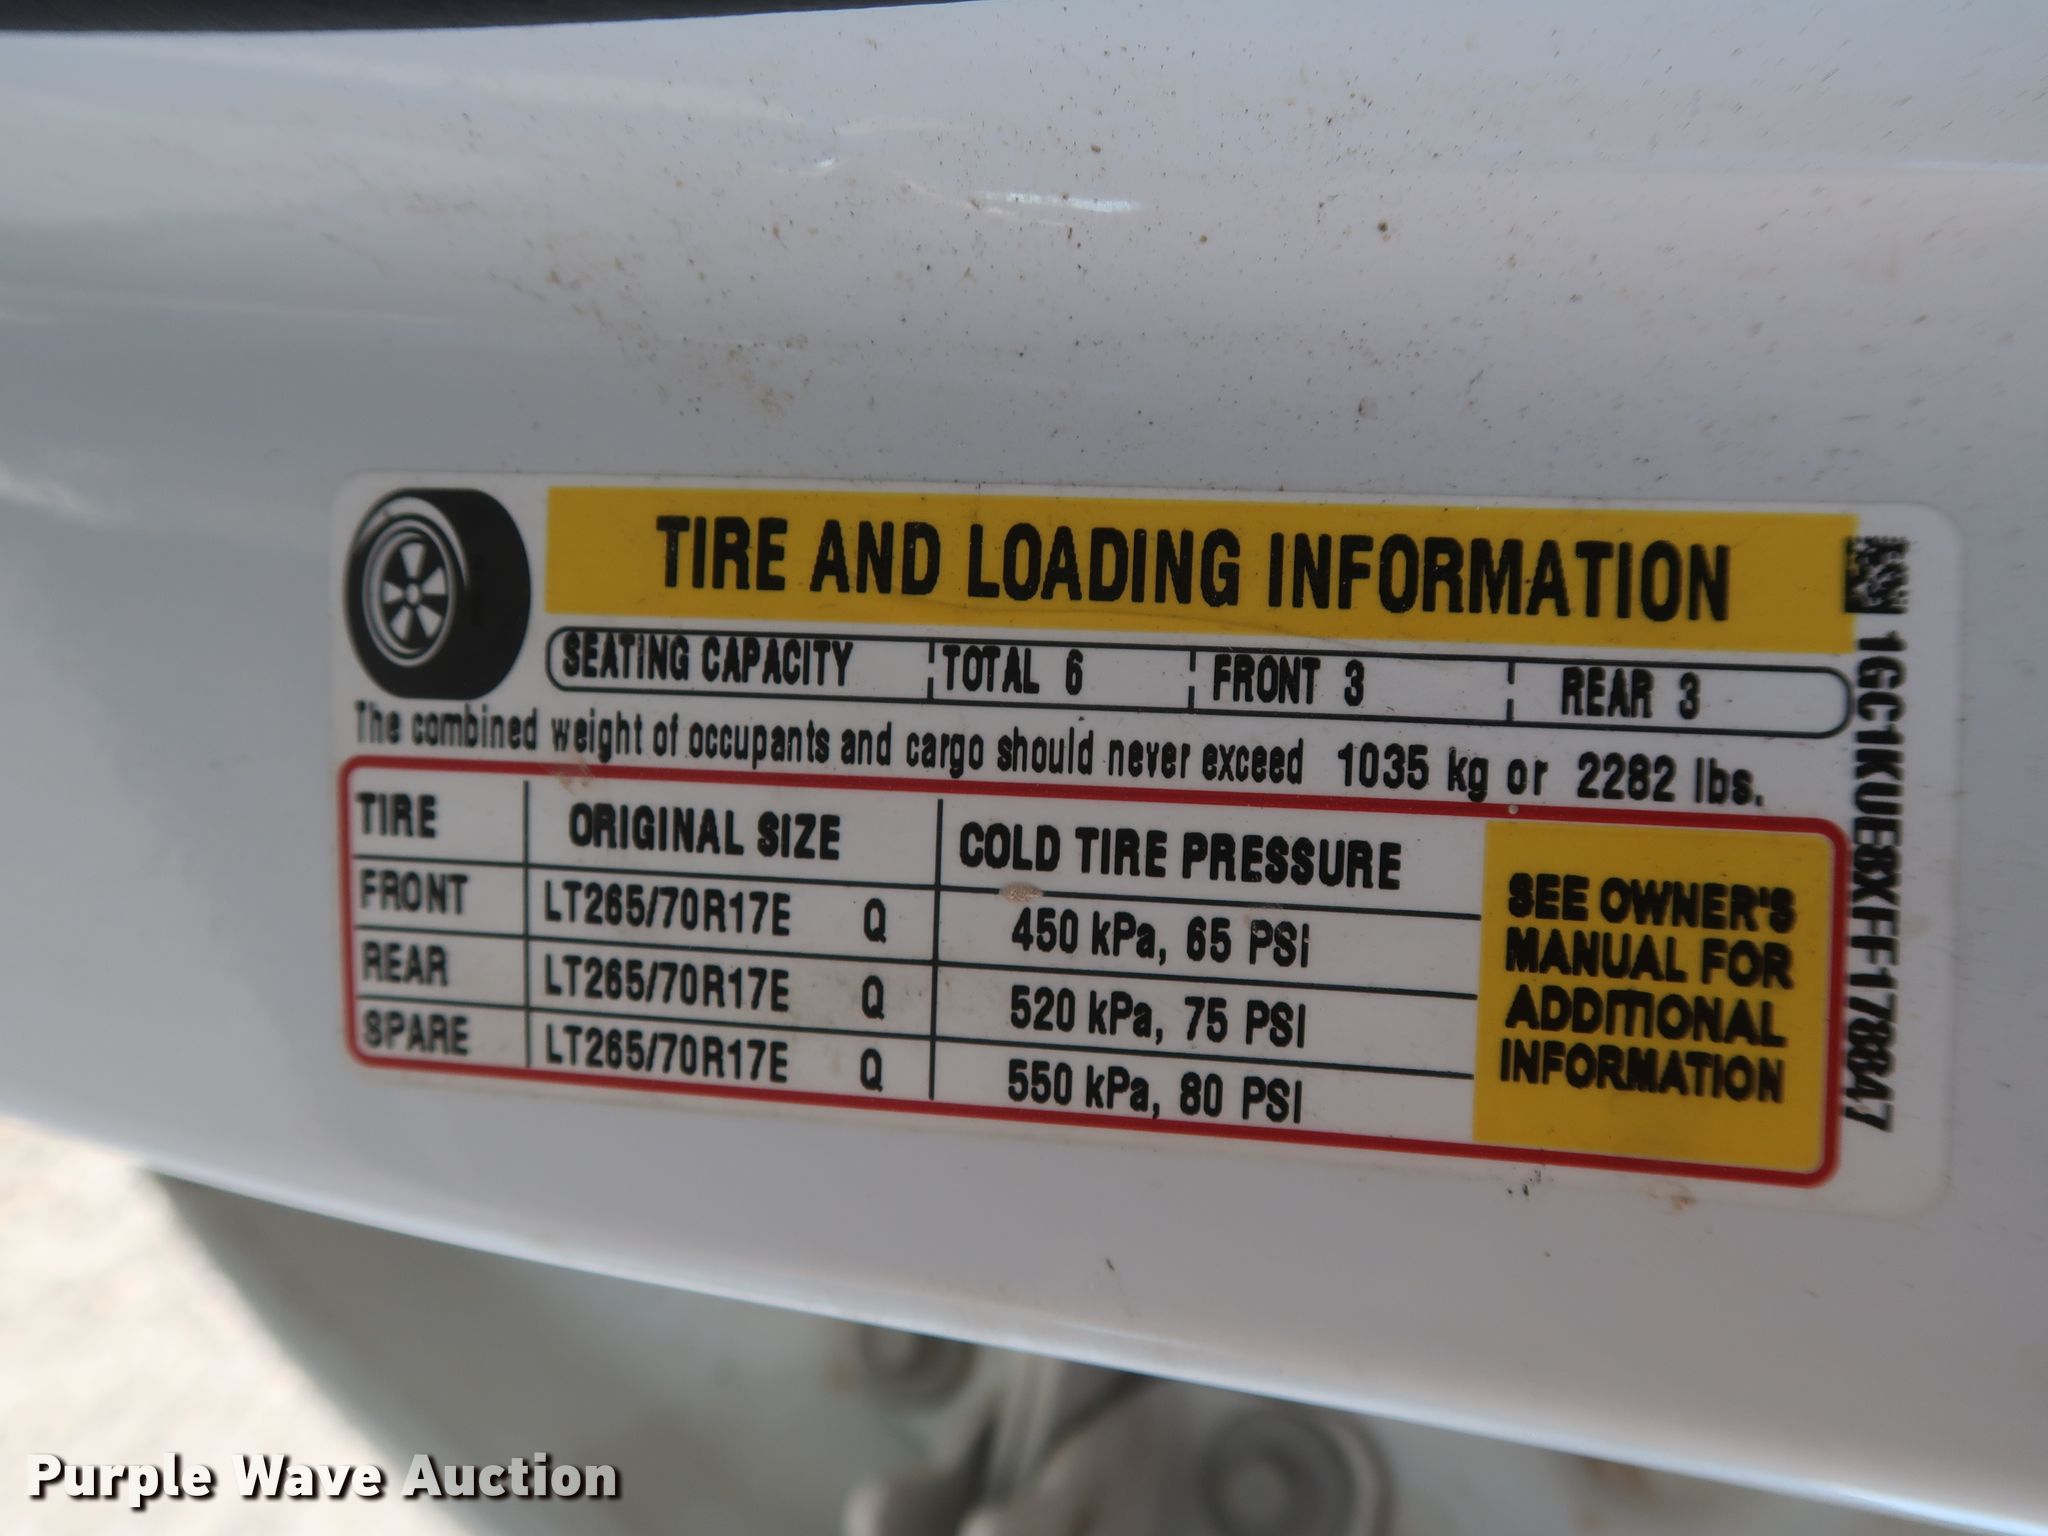 TIRE AND LOADING INFORMATION
SEATING CAPACITY TOTAL 6 FRONT 3 REAR 3
The combined weight of occupants and cargo should never exceed 1035 kg or 2282 lbs.
TIRE ORIGINAL SIZE COLD TIRE PRESSURE
FRONT LT265/70R17E Q 450 kPa, 65 PSI
REAR LT265/70R17E Q 520 kPa, 75 PSI
SPARE LT265/70R17E Q 550 kPa, 80 PSI
SEE OWNER'S
MANUAL FOR
ADDITIONAL
INFORMATION
1GC1KUE8XFF178847
Purple Wave Auction